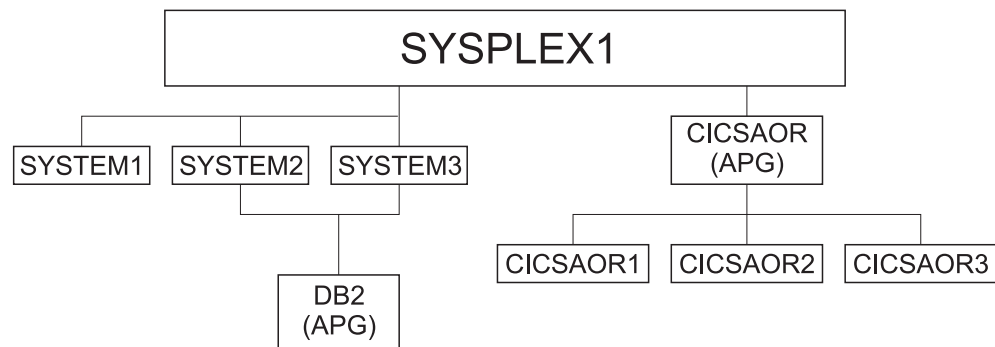 SYSPLEX1
SYSTEM1
SYSTEM2
SYSTEM3
CICSAOR
(APG)
CICSAOR1
CICSAOR2
CICSAOR3
DB2
(APG)